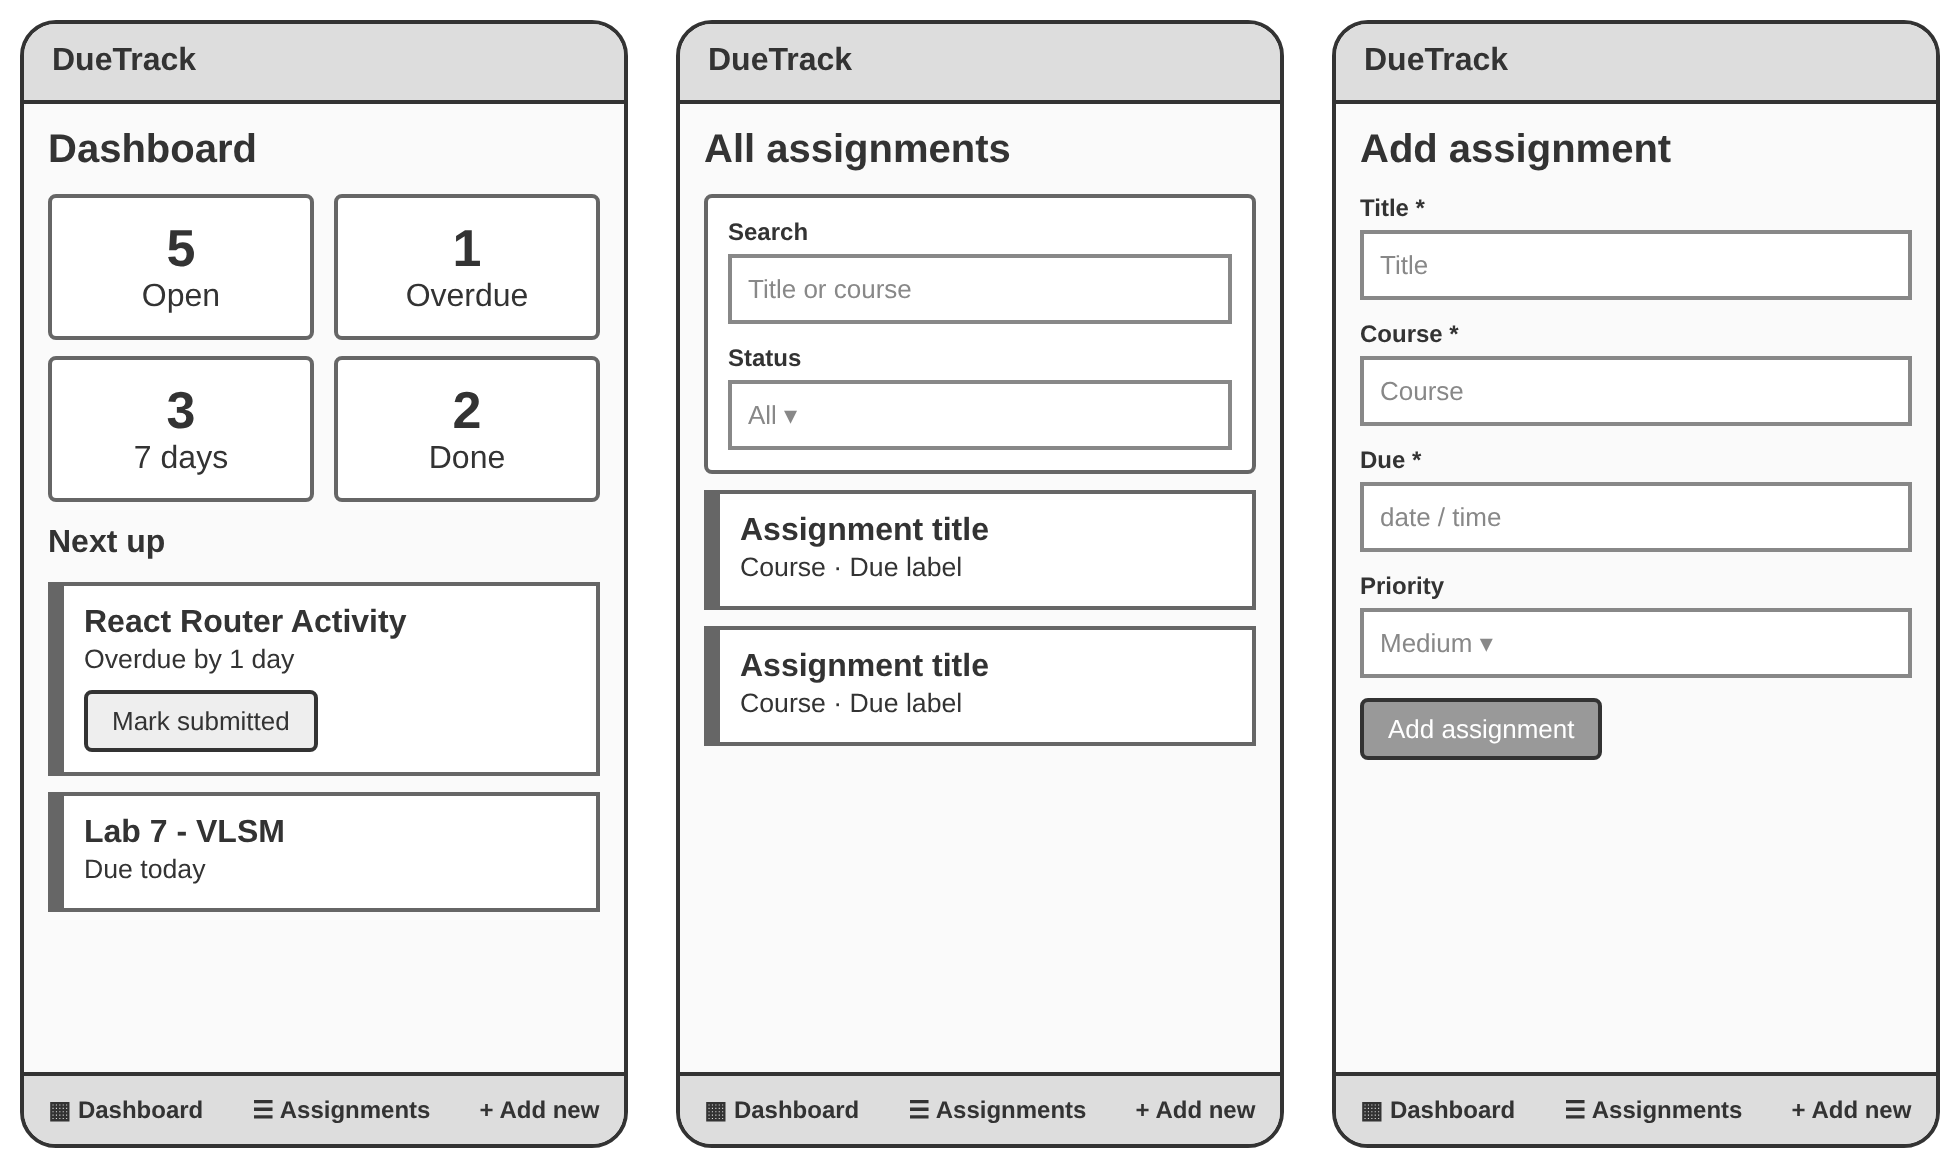 DueTrack
Dashboard
5
Open
1
Overdue
3
7 days
2
Done
Next up
React Router Activity
Overdue by 1 day
Mark submitted
Lab 7 - VLSM
Due today
▦ Dashboard
☰ Assignments
+ Add new
DueTrack
All assignments
Search
Title or course
Status
All ▾
Assignment title
Course · Due label
Assignment title
Course · Due label
▦ Dashboard
☰ Assignments
+ Add new
DueTrack
Add assignment
Title *
Title
Course *
Course
Due *
date / time
Priority
Medium ▾
Add assignment
▦ Dashboard
☰ Assignments
+ Add new